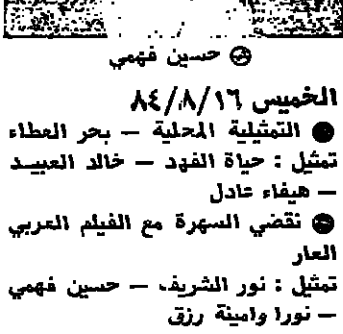 حسين فهمي
الخميس ٨٤/٨/١٦
التمثيلية المحلية — بحر العطاء
تمثيل : حياة الفهد — خالد العبيد
— هيفاء عادل
نقضي السهرة مع الفيلم العربي
العار
تمثيل : نور الشريف — حسين فهمي
— نورا وامينة رزق